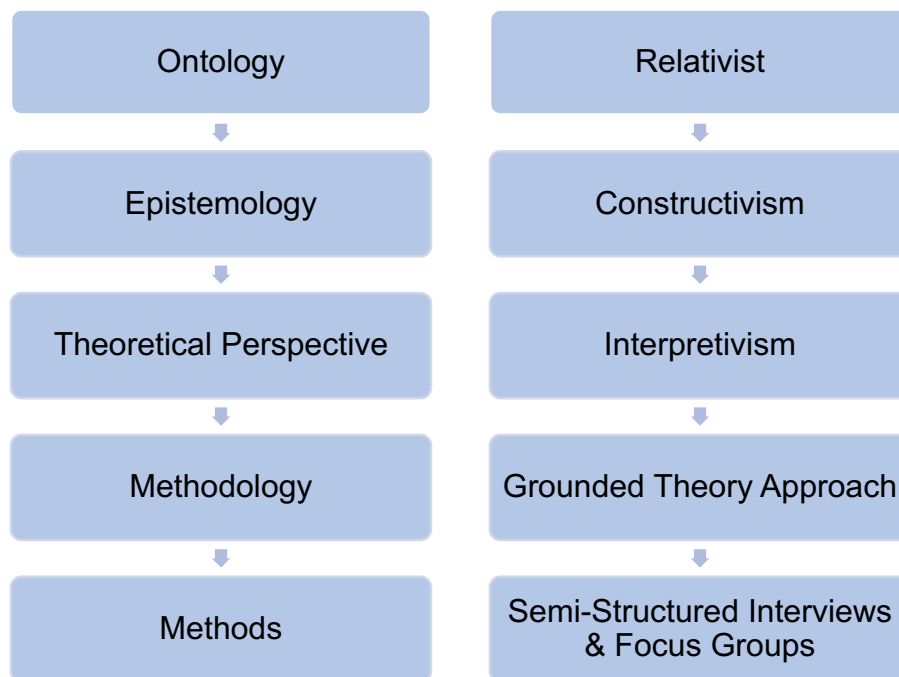 Ontology
Relativist
Epistemology
Constructivism
Theoretical Perspective
Interpretivism
Methodology
Grounded Theory Approach
Methods
Semi-Structured Interviews
& Focus Groups